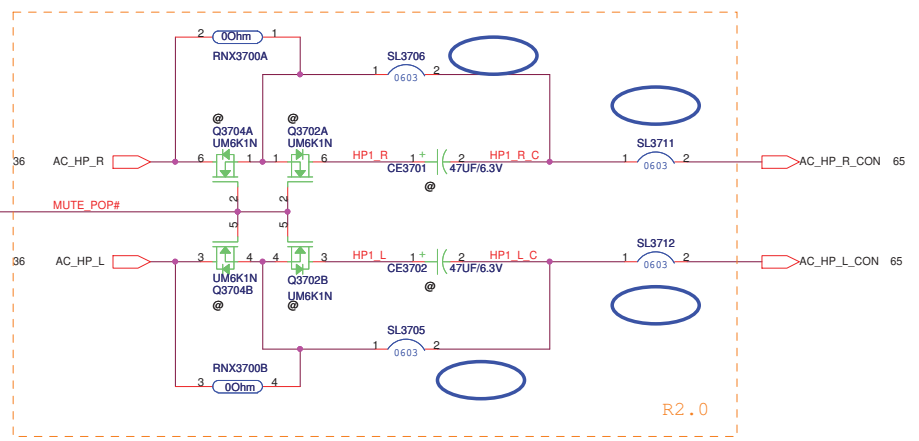 2 0Ohm 1
RNX3700A
SL3706
1 2
0603
@ @
Q3704A Q3702A
UM6K1N UM6K1N
SL3711
36 AC_HP_R 6 1 1 6 HP1_R 1 + 2 HP1_R_C 1 0603 2 AC_HP_R_CON 65
CE3701 47UF/6.3V
@
2 2
MUTE_POP#
5 5
SL3712
36 AC_HP_L 3 4 4 3 HP1_L 1 + 2 HP1_L_C 1 0603 2 AC_HP_L_CON 65
CE3702 47UF/6.3V
UM6K1N Q3702B
Q3704B UM6K1N
@ @ @
SL3705
1 2
0603
RNX3700B
3 0Ohm 4
R2.0